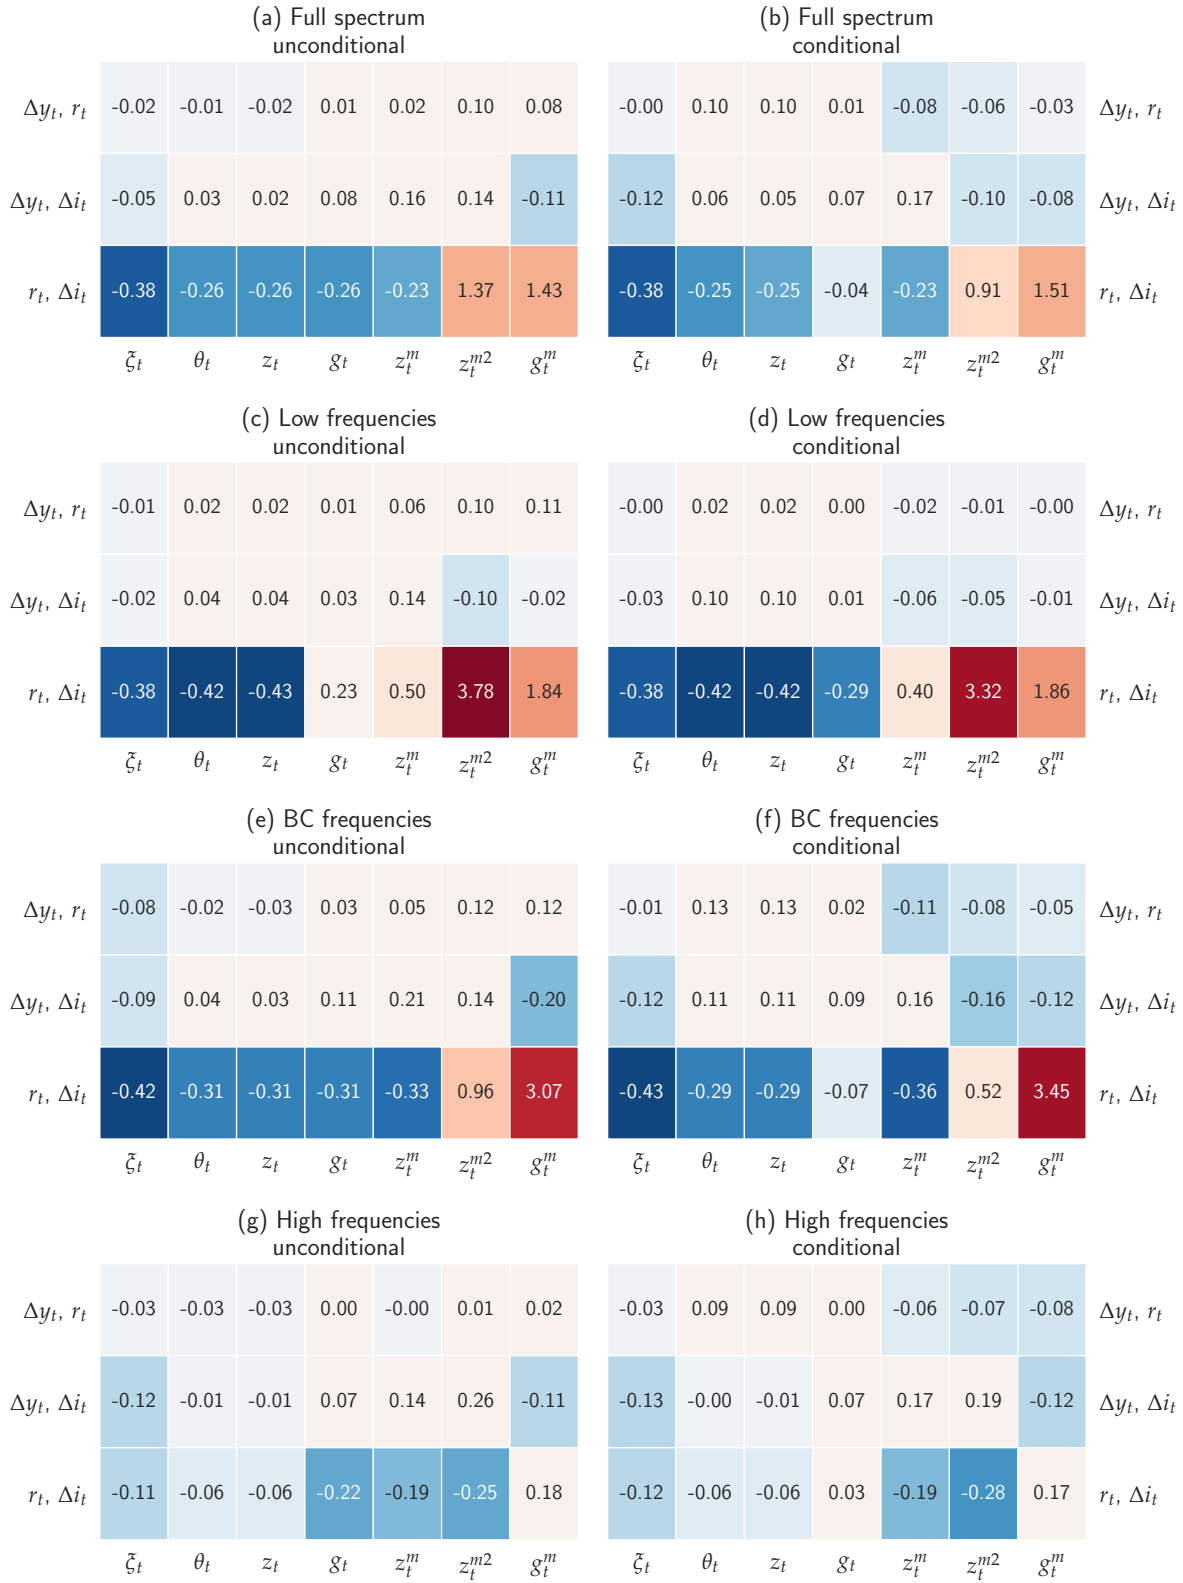 (a) Full spectrum (b) Full spectrum
unconditional conditional
Δy_t, r_t -0.02 -0.01 -0.02 0.01 0.02 0.10 0.08 -0.00 0.10 0.10 0.01 -0.08 -0.06 -0.03 Δy_t, r_t
Δy_t, Δi_t -0.05 0.03 0.02 0.08 0.16 0.14 -0.11 -0.12 0.06 0.05 0.07 0.17 -0.10 -0.08 Δy_t, Δi_t
r_t, Δi_t -0.38 -0.26 -0.26 -0.26 -0.23 1.37 1.43 -0.38 -0.25 -0.25 -0.04 -0.23 0.91 1.51 r_t, Δi_t
ξ_t θ_t z_t g_t z_t^m z_t^{m2} g_t^m ξ_t θ_t z_t g_t z_t^m z_t^{m2} g_t^m
(c) Low frequencies (d) Low frequencies
unconditional conditional
Δy_t, r_t -0.01 0.02 0.02 0.01 0.06 0.10 0.11 -0.00 0.02 0.02 0.00 -0.02 -0.01 -0.00 Δy_t, r_t
Δy_t, Δi_t -0.02 0.04 0.04 0.03 0.14 -0.10 -0.02 -0.03 0.10 0.10 0.01 -0.06 -0.05 -0.01 Δy_t, Δi_t
r_t, Δi_t -0.38 -0.42 -0.43 0.23 0.50 3.78 1.84 -0.38 -0.42 -0.42 -0.29 0.40 3.32 1.86 r_t, Δi_t
ξ_t θ_t z_t g_t z_t^m z_t^{m2} g_t^m ξ_t θ_t z_t g_t z_t^m z_t^{m2} g_t^m
(e) BC frequencies (f) BC frequencies
unconditional conditional
Δy_t, r_t -0.08 -0.02 -0.03 0.03 0.05 0.12 0.12 -0.01 0.13 0.13 0.02 -0.11 -0.08 -0.05 Δy_t, r_t
Δy_t, Δi_t -0.09 0.04 0.03 0.11 0.21 0.14 -0.20 -0.12 0.11 0.11 0.09 0.16 -0.16 -0.12 Δy_t, Δi_t
r_t, Δi_t -0.42 -0.31 -0.31 -0.31 -0.33 0.96 3.07 -0.43 -0.29 -0.29 -0.07 -0.36 0.52 3.45 r_t, Δi_t
ξ_t θ_t z_t g_t z_t^m z_t^{m2} g_t^m ξ_t θ_t z_t g_t z_t^m z_t^{m2} g_t^m
(g) High frequencies (h) High frequencies
unconditional conditional
Δy_t, r_t -0.03 -0.03 -0.03 0.00 -0.00 0.01 0.02 -0.03 0.09 0.09 0.00 -0.06 -0.07 -0.08 Δy_t, r_t
Δy_t, Δi_t -0.12 -0.01 -0.01 0.07 0.14 0.26 -0.11 -0.13 -0.00 -0.01 0.07 0.17 0.19 -0.12 Δy_t, Δi_t
r_t, Δi_t -0.11 -0.06 -0.06 -0.22 -0.19 -0.25 0.18 -0.12 -0.06 -0.06 0.03 -0.19 -0.28 0.17 r_t, Δi_t
ξ_t θ_t z_t g_t z_t^m z_t^{m2} g_t^m ξ_t θ_t z_t g_t z_t^m z_t^{m2} g_t^m